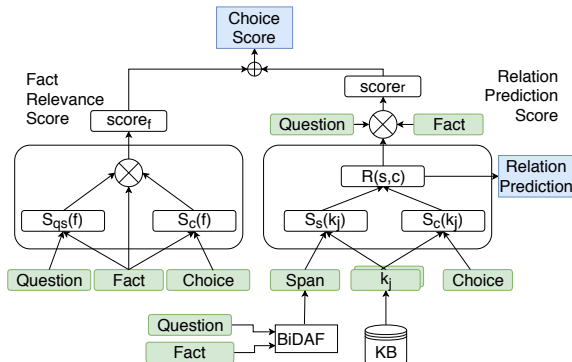 Choice
Score
Fact
Relevance
Score
Relation
Prediction
Score
score_f
score_r
Question
Fact
R(s,c)
Relation
Prediction
S_qs(f)
S_c(f)
S_s(k_j)
S_c(k_j)
Question
Fact
Choice
Span
k_j
Choice
Question
Fact
BiDAF
KB